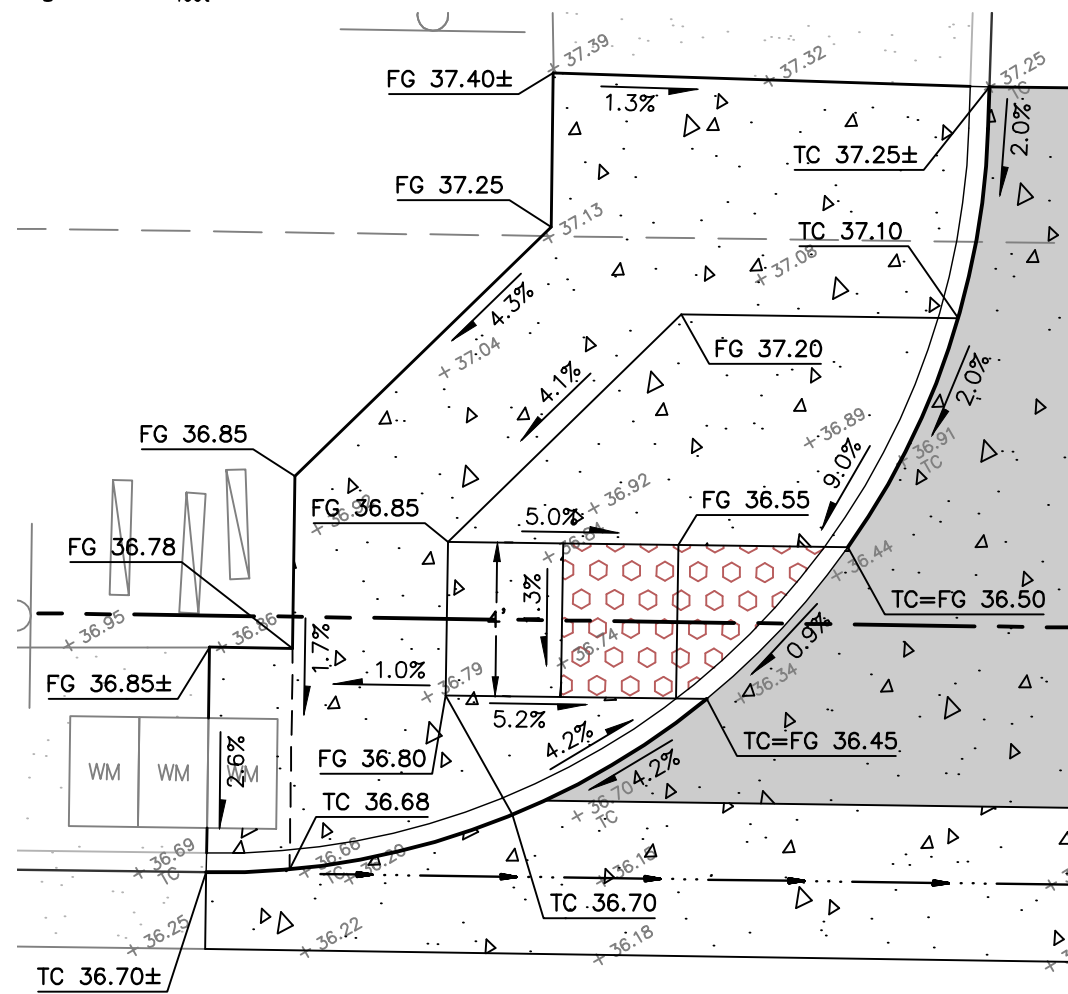 + 37.39
+ 37.32
+ 37.25
TC
FG 37.40±
1.3%
2.0%
TC 37.25±
FG 37.25
+ 37.13
TC 37.10
+ 37.08
4.3%
+ 37.04
FG 37.20
4.1%
2.0%
+ 36.89
+ 36.91
TC
FG 36.85
9.0%
+ 36.92
FG 36.85
FG 36.55
5.0%
FG 36.78
+ 36.44
4'
TC=FG 36.50
+ 36.95
+ 36.86
0.9%
+ 36.74
1.7%
1.0%
+ 36.79
+ 36.34
FG 36.85±
5.2%
4.2%
TC=FG 36.45
2.6%
FG 36.80
4.2%
WM
WM
WM
TC 36.68
+ 36.70
TC
+ 36.69
TC
+ 36.66
TC
+ 36.20
TC 36.70
+ 36.25
+ 36.22
+ 36.18
TC 36.70±